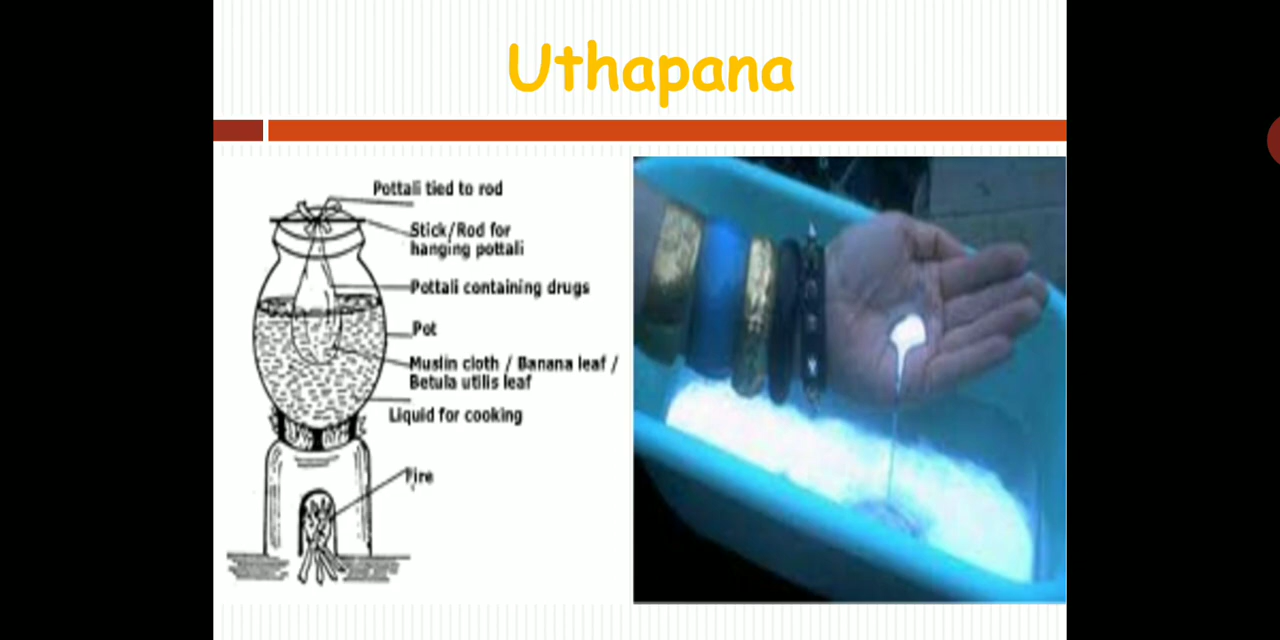 Uthapana
Pottali tied to rod
Stick/Rod for
hanging pottali
Pottali containing drugs
Pot
Muslin cloth / Banana leaf /
Betula utilis leaf
Liquid for cooking
Fire